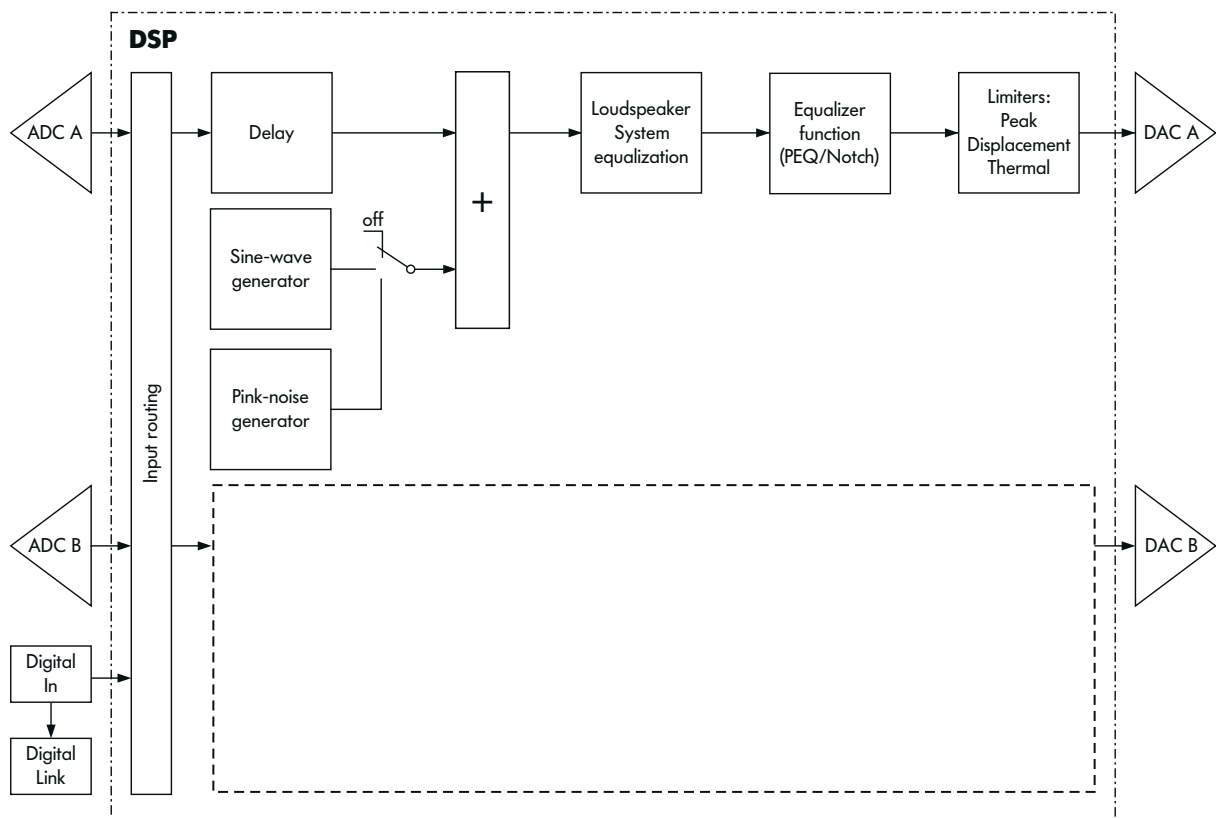 DSP
ADC A
Delay
+
Loudspeaker
System
equalization
Equalizer
function
(PEQ/Notch)
Limiters:
Peak
Displacement
Thermal
DAC A
off
Sine-wave
generator
Pink-noise
generator
Input routing
ADC B
DAC B
Digital
In
Digital
Link